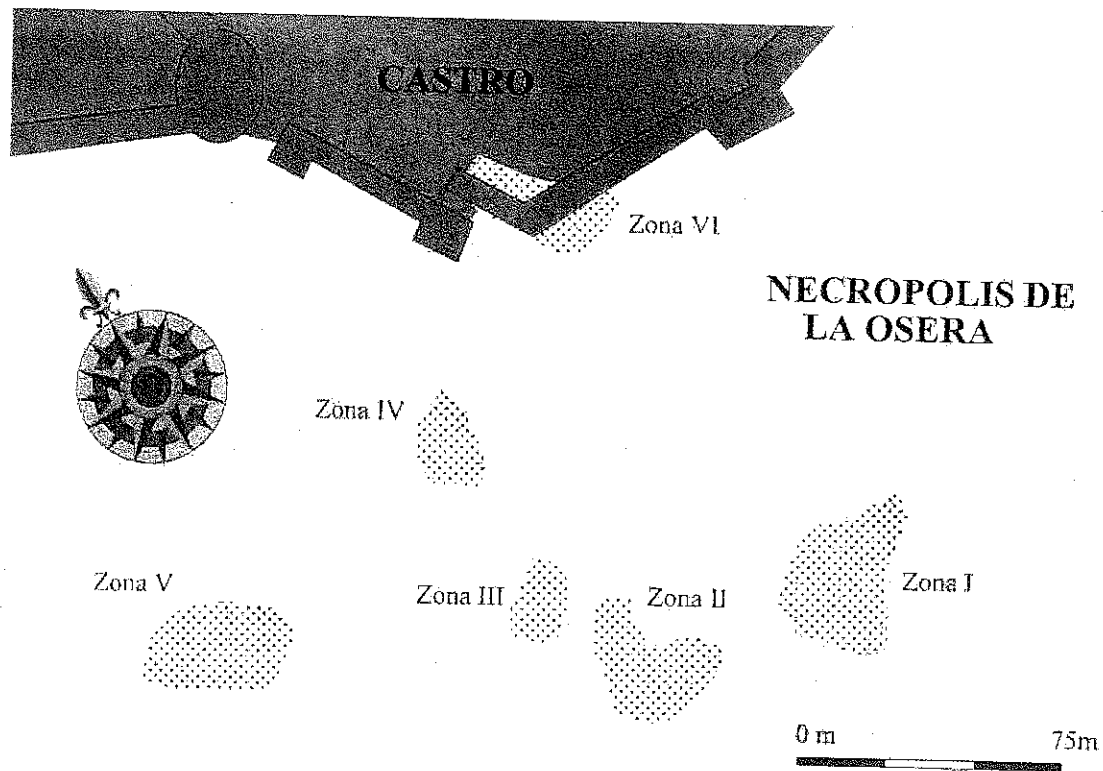 CASTRO
Zona VI
NECROPOLIS DE
LA OSERA
Zona IV
Zona V
Zona III
Zona II
Zona I
0 m
75m